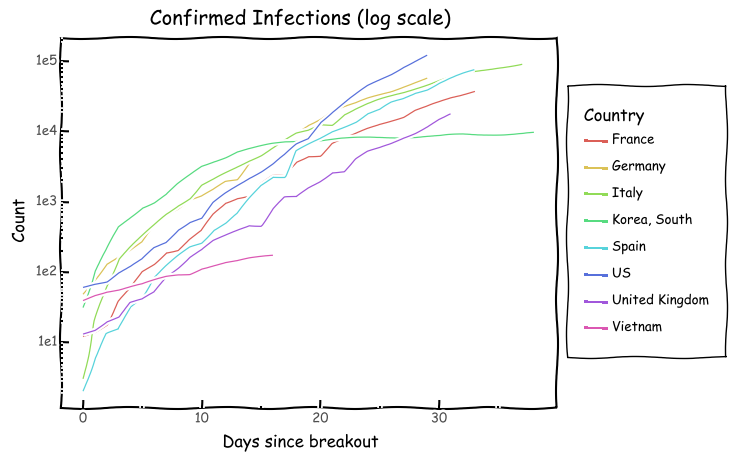 Confirmed Infections (log scale)
Count
1e5
1e4
1e3
1e2
1e1
0 10 20 30
Days since breakout
Country
France
Germany
Italy
Korea, South
Spain
US
United Kingdom
Vietnam